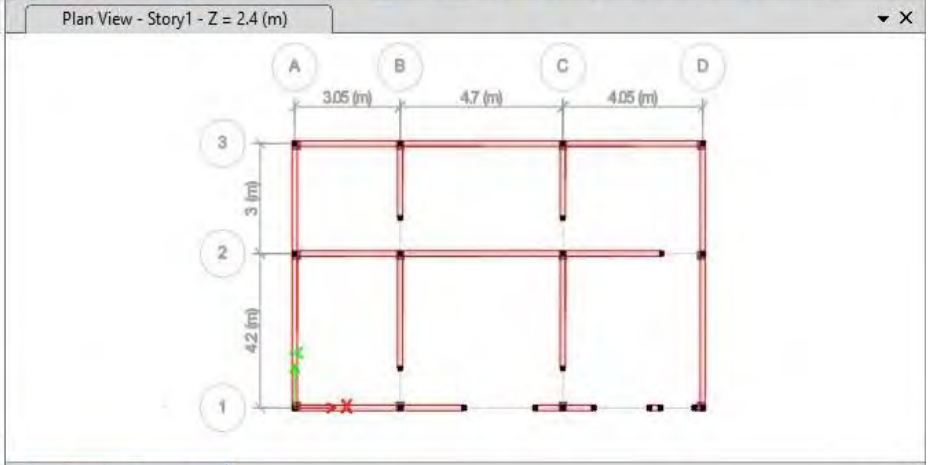 Plan View - Story1 - Z = 2.4 (m)
A B C D
3.05 (m) 4.7 (m) 4.05 (m)
3
3 (m)
2
4.2 (m)
1
X